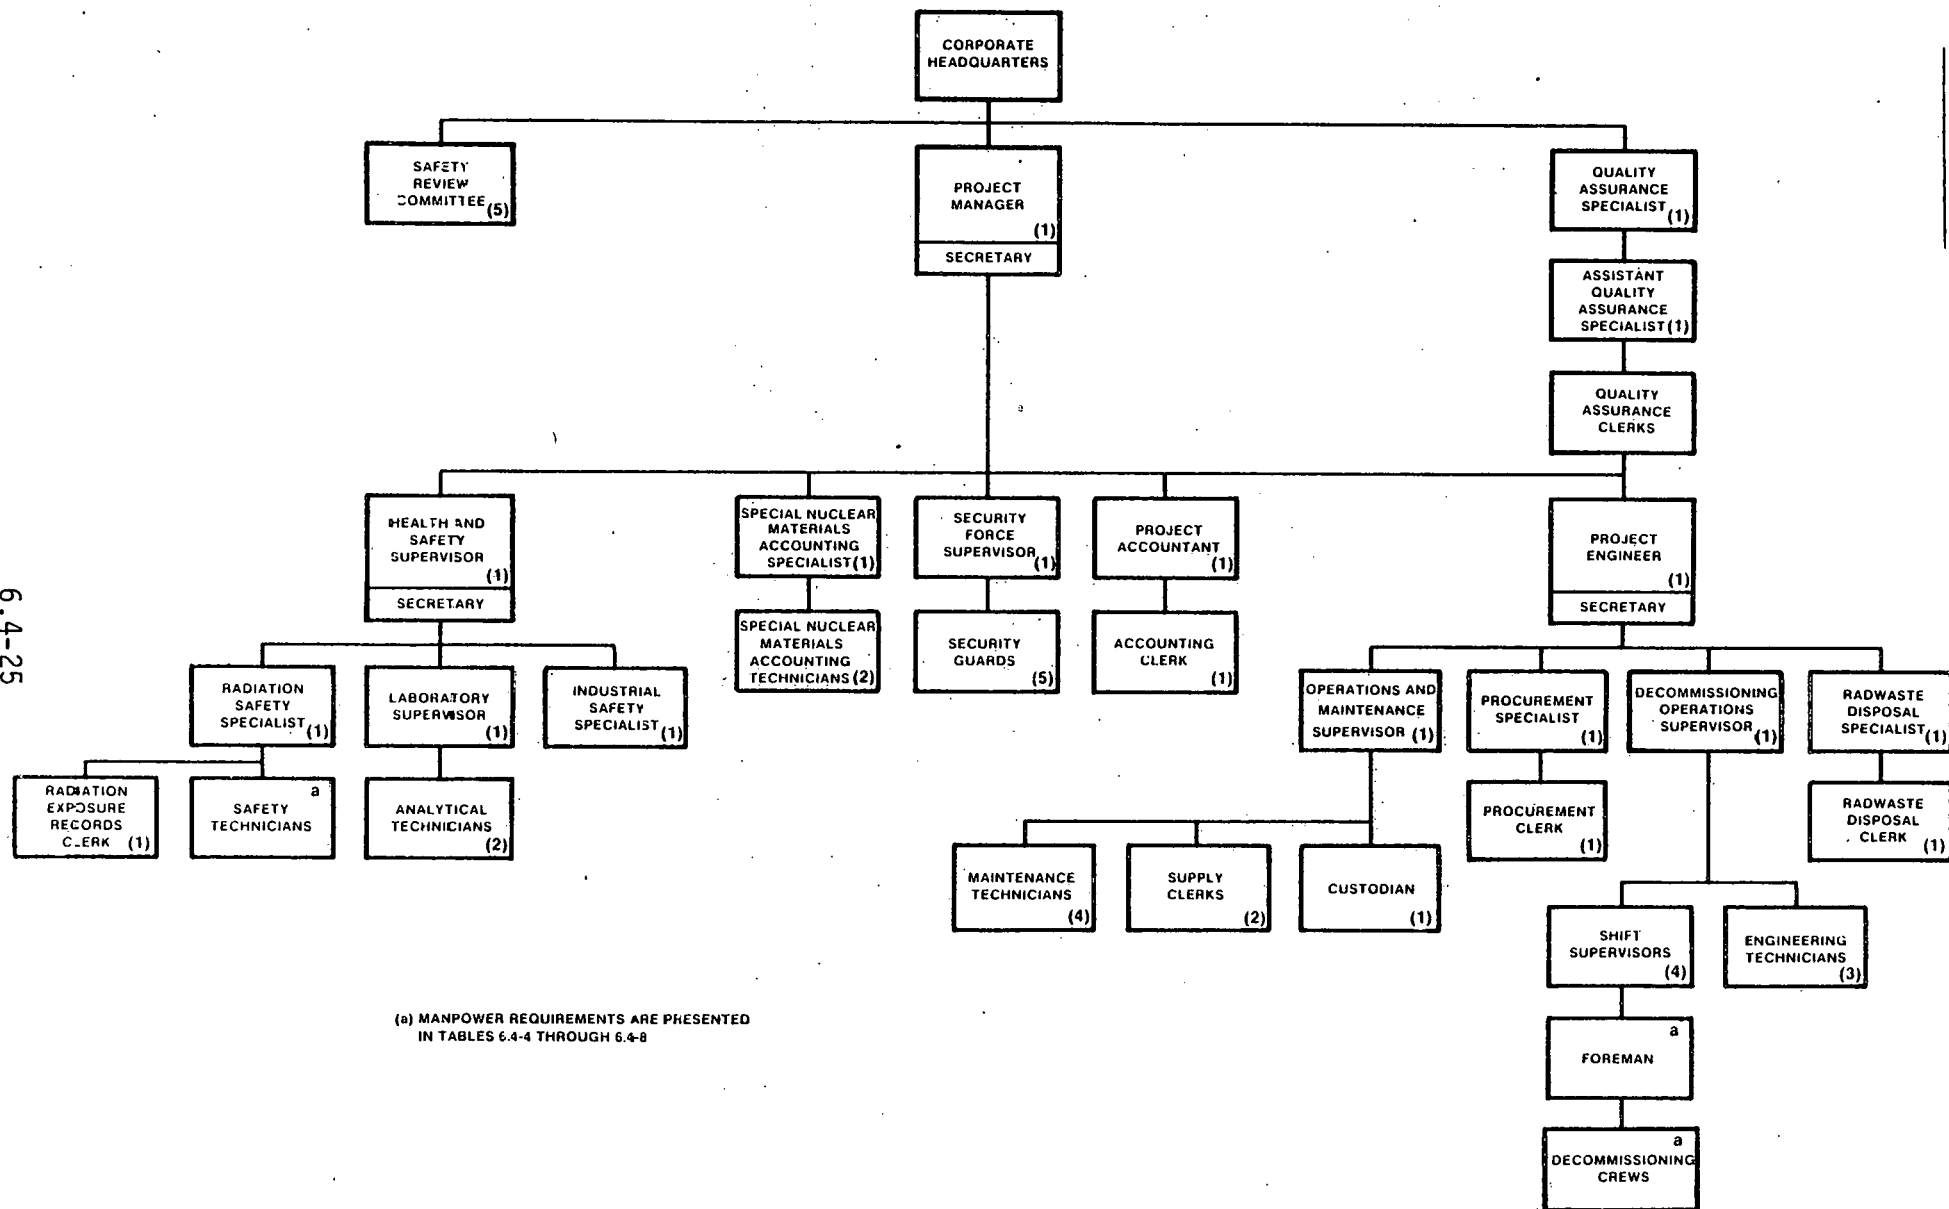 CORPORATE
HEADQUARTERS
SAFETY
REVIEW
COMMITTEE (5)
PROJECT
MANAGER
(1)
SECRETARY
QUALITY
ASSURANCE
SPECIALIST
(1)
ASSISTANT
QUALITY
ASSURANCE
SPECIALIST (1)
QUALITY
ASSURANCE
CLERKS
HEALTH AND
SAFETY
SUPERVISOR
(1)
SECRETARY
SPECIAL NUCLEAR
MATERIALS
ACCOUNTING
SPECIALIST (1)
SECURITY
FORCE
SUPERVISOR
(1)
PROJECT
ACCOUNTANT
(1)
PROJECT
ENGINEER
(1)
SECRETARY
SPECIAL NUCLEAR
MATERIALS
ACCOUNTING
TECHNICIANS (2)
SECURITY
GUARDS
(5)
ACCOUNTING
CLERK
(1)
RADIATION
SAFETY
SPECIALIST
(1)
LABORATORY
SUPERVISOR
(1)
INDUSTRIAL
SAFETY
SPECIALIST
(1)
OPERATIONS AND
MAINTENANCE
SUPERVISOR (1)
PROCUREMENT
SPECIALIST
(1)
DECOMMISSIONING
OPERATIONS
SUPERVISOR
(1)
RADWASTE
DISPOSAL
SPECIALIST
(1)
RADIATION
EXPOSURE
RECORDS
CLERK (1)
a
SAFETY
TECHNICIANS
ANALYTICAL
TECHNICIANS
(2)
PROCUREMENT
CLERK
(1)
RADWASTE
DISPOSAL
CLERK
(1)
MAINTENANCE
TECHNICIANS
(4)
SUPPLY
CLERKS
(2)
CUSTODIAN
(1)
SHIFT
SUPERVISORS
(4)
ENGINEERING
TECHNICIANS
(3)
a
FOREMAN
a
DECOMMISSIONING
CREWS
(a) MANPOWER REQUIREMENTS ARE PRESENTED
IN TABLES 6.4-4 THROUGH 6.4-8
6.4-25